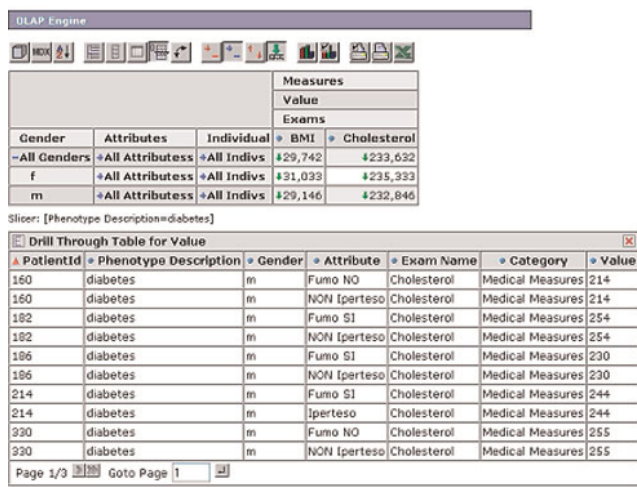 OLAP Engine
MDX
Measures
Value
Exams
Gender Attributes Individual BMI Cholesterol
-All Genders +All Attributess +All Indivs 29,742 233,632
f +All Attributess +All Indivs 31,033 235,333
m +All Attributess +All Indivs 29,146 232,846
Slicer: [Phenotype Description=diabetes]
Drill Through Table for Value
PatientId Phenotype Description Gender Attribute Exam Name Category Value
160 diabetes m Fumo NO Cholesterol Medical Measures 214
160 diabetes m NON Iperteso Cholesterol Medical Measures 214
182 diabetes m Fumo SI Cholesterol Medical Measures 254
182 diabetes m NON Iperteso Cholesterol Medical Measures 254
186 diabetes m Fumo SI Cholesterol Medical Measures 230
186 diabetes m NON Iperteso Cholesterol Medical Measures 230
214 diabetes m Fumo SI Cholesterol Medical Measures 244
214 diabetes m Iperteso Cholesterol Medical Measures 244
330 diabetes m Fumo NO Cholesterol Medical Measures 255
330 diabetes m NON Iperteso Cholesterol Medical Measures 255
Page 1/3 Goto Page 1